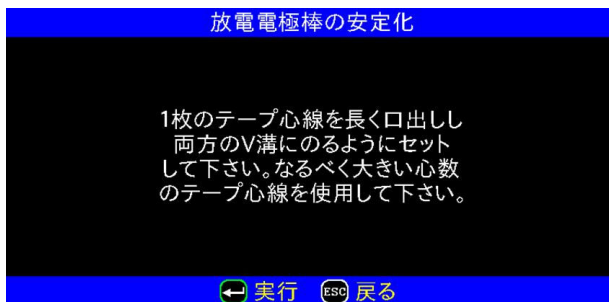 放電電極棒の安定化
1枚のテープ心線を長く口出しし
両方のV溝にのるようにセット
して下さい。なるべく大きい心数
のテープ心線を使用して下さい。
実行 ESC 戻る